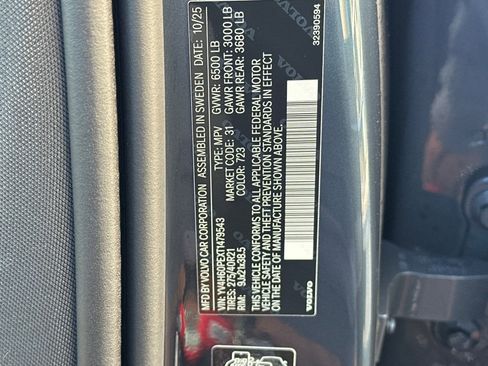 MFD BY VOLVO CAR CORPORATION ASSEMBLED IN SWEDEN DATE: 10/25
VIN: YV4H60PEXT1479543 TYPE: MPV GVWR: 6500 LB
TIRES: 275/40R21 MARKET CODE: 31 GAWR FRONT: 3000 LB
RIM: 9Jx21x38.5 COLOR: 723 GAWR REAR: 3680 LB
THIS VEHICLE CONFORMS TO ALL APPLICABLE FEDERAL MOTOR
VEHICLE SAFETY AND THEFT PREVENTION STANDARDS IN EFFECT
ON THE DATE OF MANUFACTURE SHOWN ABOVE.
VOLVO 32390594